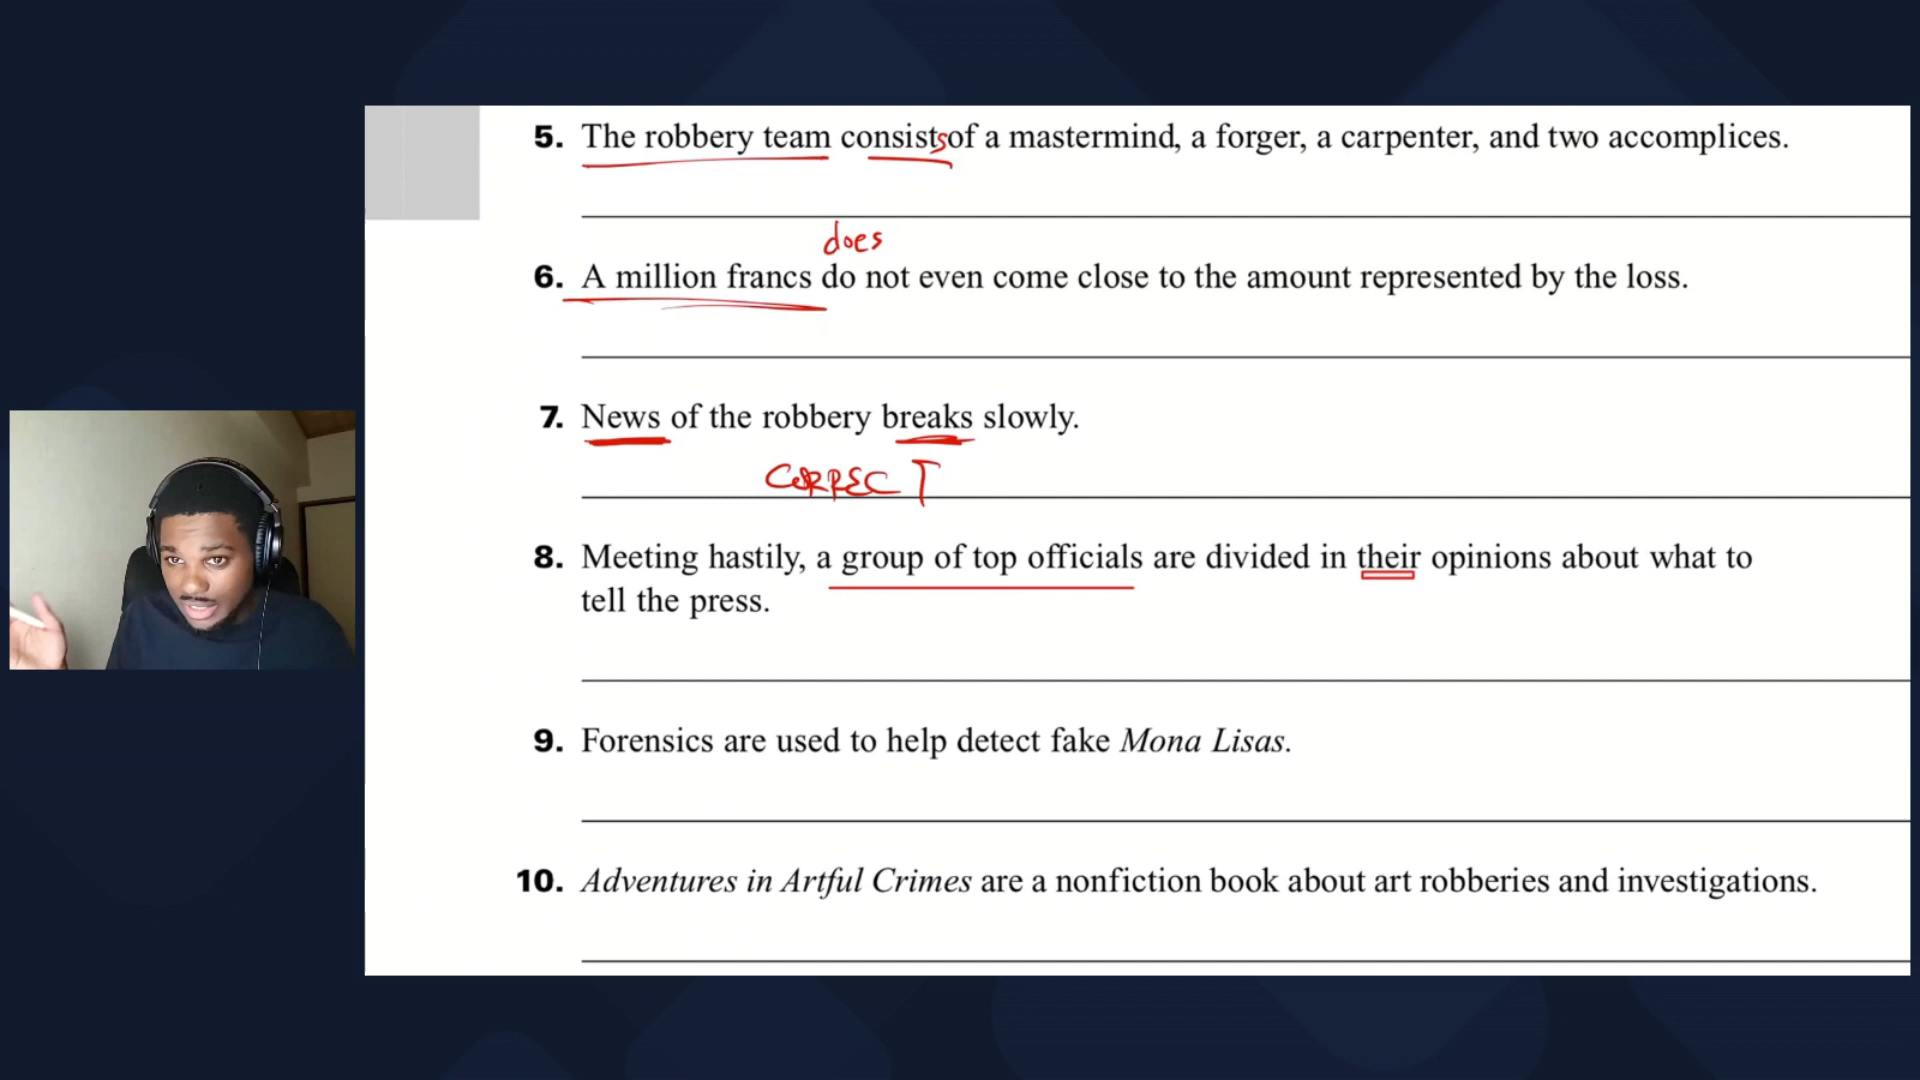 5. The robbery team consists of a mastermind, a forger, a carpenter, and two accomplices.
does
6. A million francs do not even come close to the amount represented by the loss.
7. News of the robbery breaks slowly.
CORRECT
8. Meeting hastily, a group of top officials are divided in their opinions about what to
tell the press.
9. Forensics are used to help detect fake Mona Lisas.
10. Adventures in Artful Crimes are a nonfiction book about art robberies and investigations.